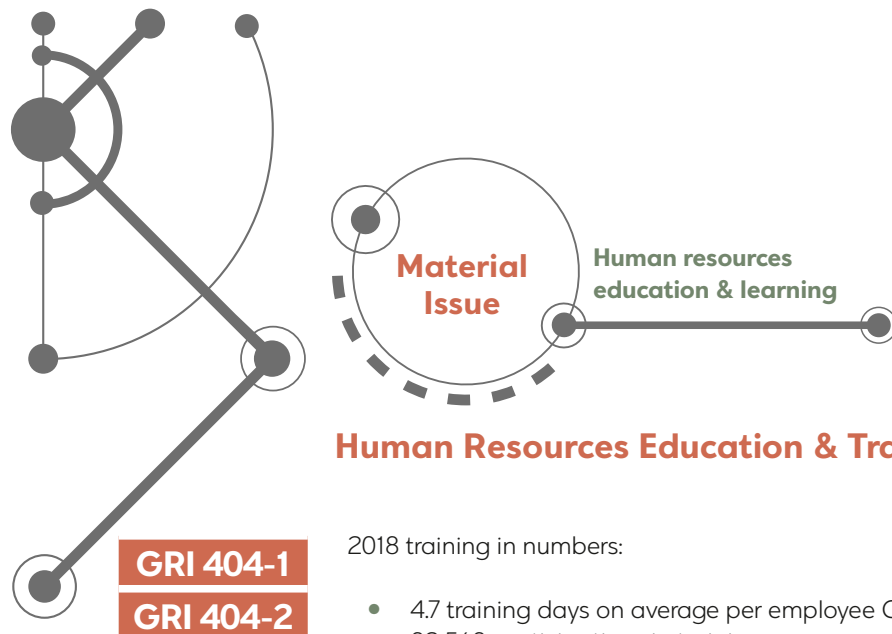 Material
Issue
Human resources
education & learning
Human Resources Education &
GRI 404-1
GRI 404-2
2018 training in numbers:
4.7 training days on average per employee